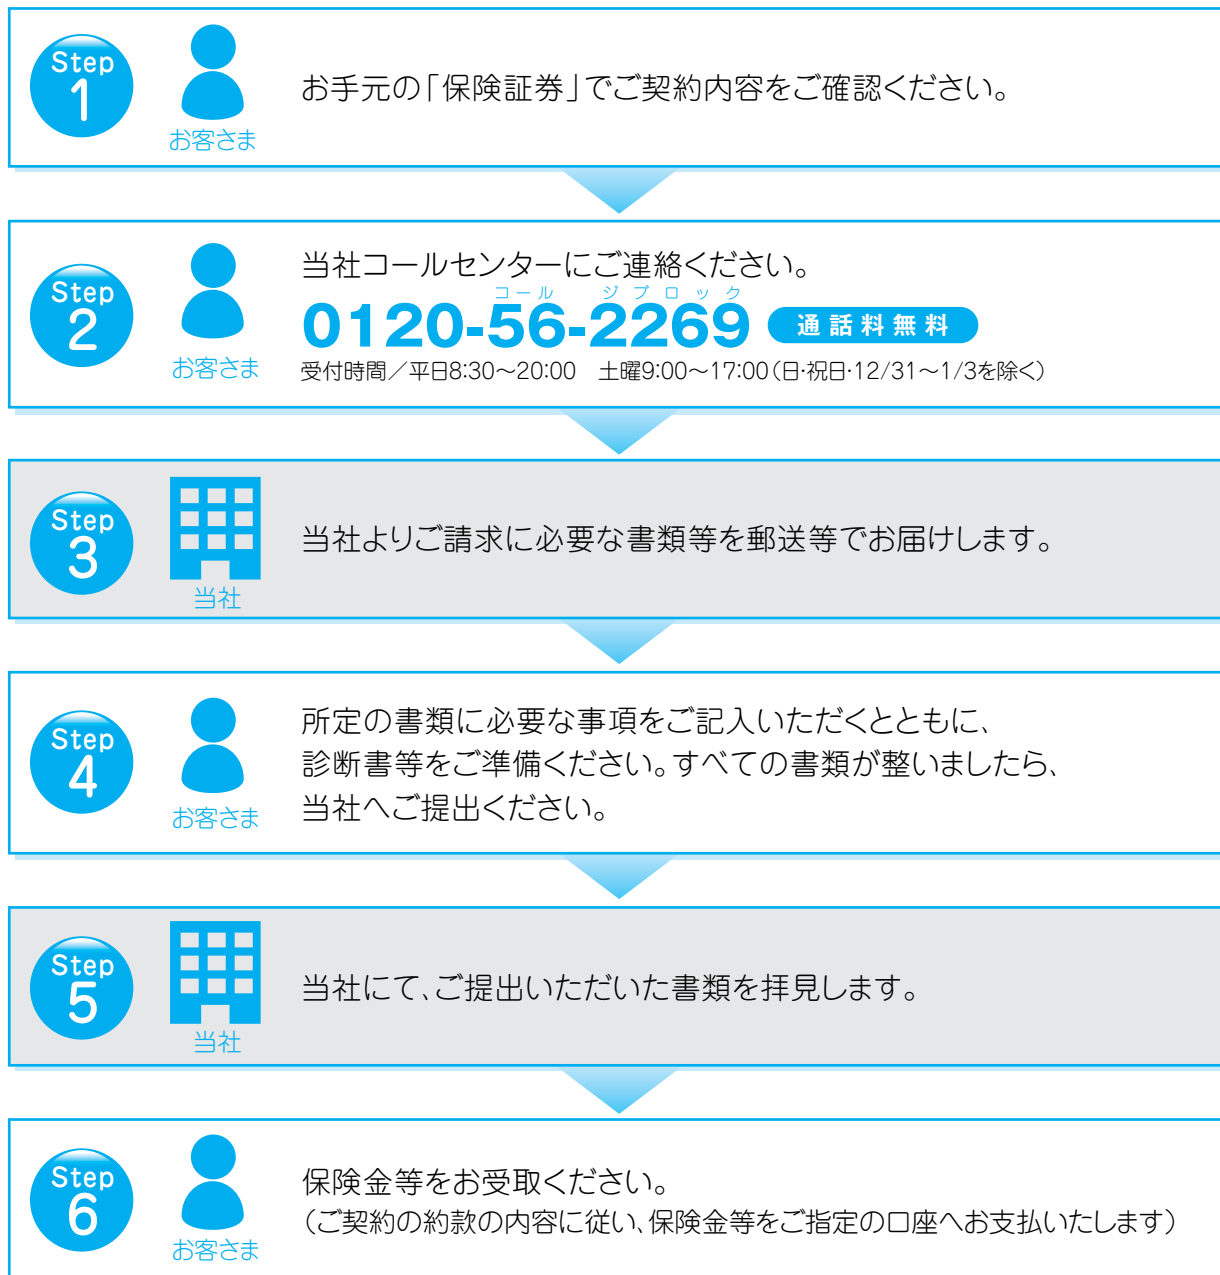 Step
1
お客さま
お手元の「保険証券」でご契約内容をご確認ください。
Step
2
お客さま
当社コールセンターにご連絡ください。
コール ジブロック
0120-56-2269 通話料無料
受付時間／平日8:30～20:00　土曜9:00～17:00（日・祝日・12/31～1/3を除く）
Step
3
当社
当社よりご請求に必要な書類等を郵送等でお届けします。
Step
4
お客さま
所定の書類に必要な事項をご記入いただくとともに、
診断書等をご準備ください。すべての書類が整いましたら、
当社へご提出ください。
Step
5
当社
当社にて、ご提出いただいた書類を拝見します。
Step
6
お客さま
保険金等をお受取ください。
（ご契約の約款の内容に従い、保険金等をご指定の口座へお支払いたします）